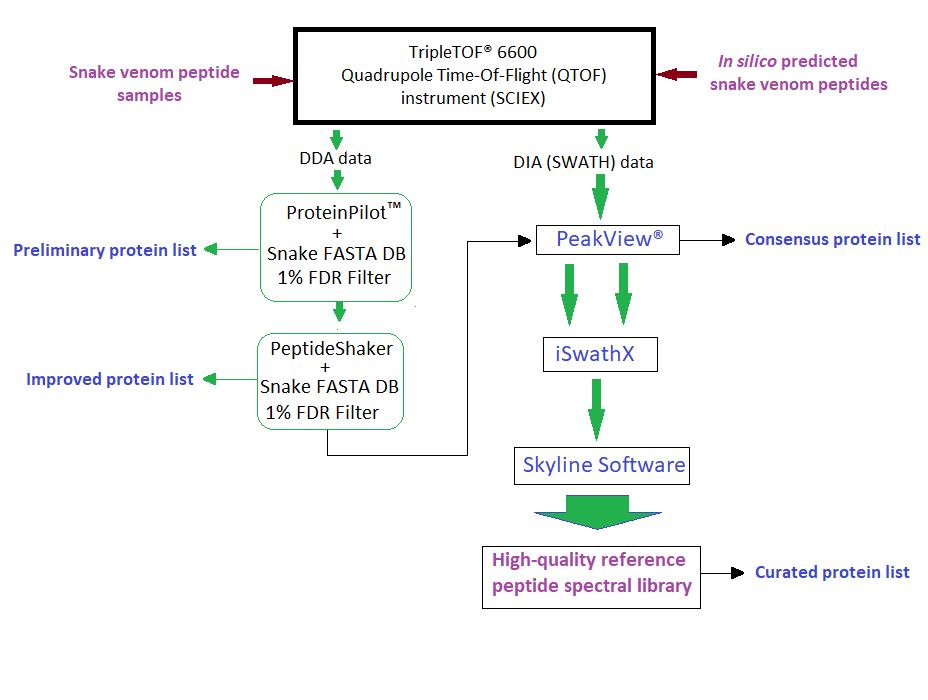 TripleTOF® 6600
Quadrupole Time-Of-Flight (QTOF)
instrument (SCIEX)
Snake venom peptide
samples
In silico predicted
snake venom peptides
DDA data
DIA (SWATH) data
ProteinPilot™
+
Snake FASTA DB
1% FDR Filter
Preliminary protein list
PeakView®
Consensus protein list
PeptideShaker
+
Snake FASTA DB
1% FDR Filter
Improved protein list
iSwathX
Skyline Software
High-quality reference
peptide spectral library
Curated protein list